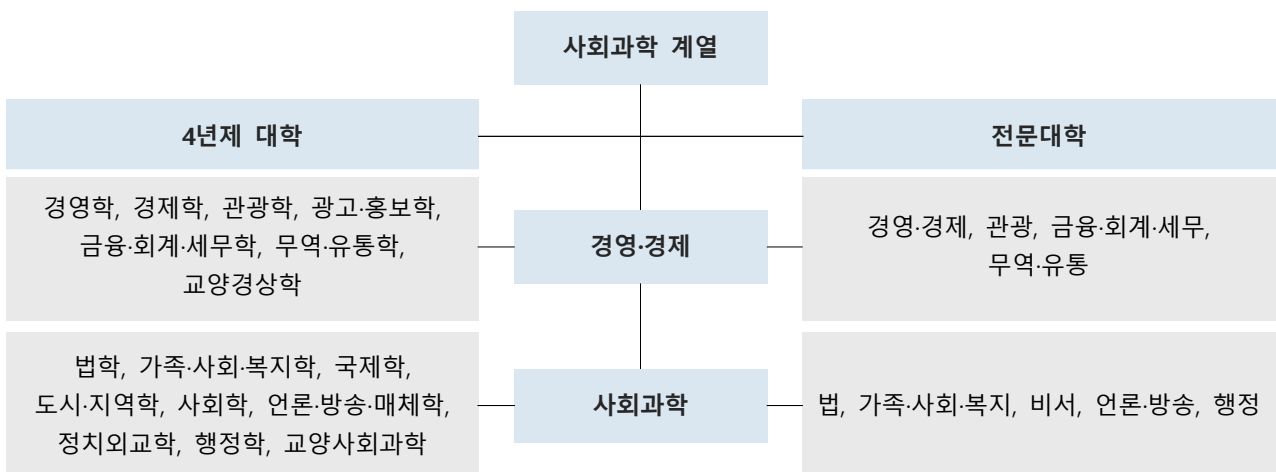 사회과학 계열
4년제 대학
전문대학
경영학, 경제학, 관광학, 광고·홍보학,
금융·회계·세무학, 무역·유통학,
교양경상학
경영·경제
경영·경제, 관광, 금융·회계·세무,
무역·유통
법학, 가족·사회·복지학, 국제학,
도시·지역학, 사회학, 언론·방송·매체학,
정치외교학, 행정학, 교양사회과학
사회과학
법, 가족·사회·복지, 비서, 언론·방송, 행정